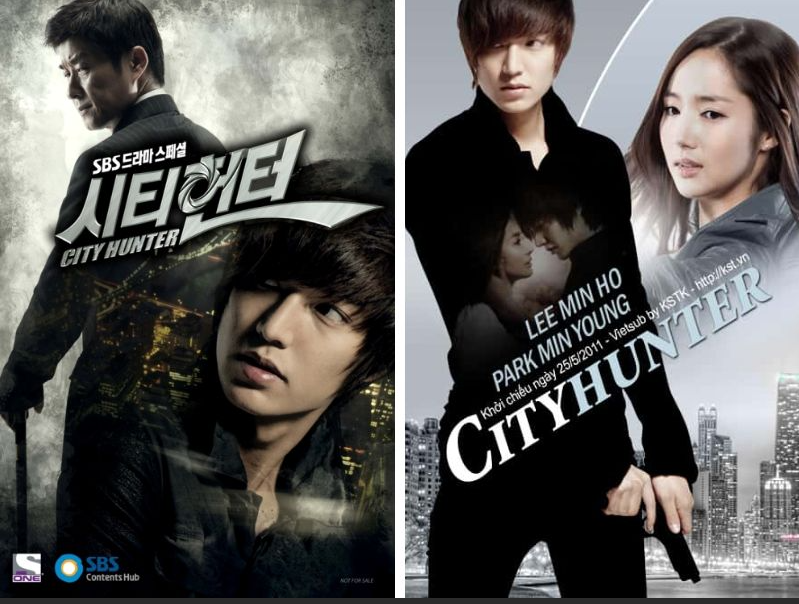 SBS 드라마 스페셜
시티헌터
CITY HUNTER
S
ONE
SBS
Contents Hub
NOT FOR SALE
LEE MIN HO
PARK MIN YOUNG
Khởi chiếu ngày 25/5/2011 - Vietsub by KSTK - http://kst.vn
CITYHUNTER